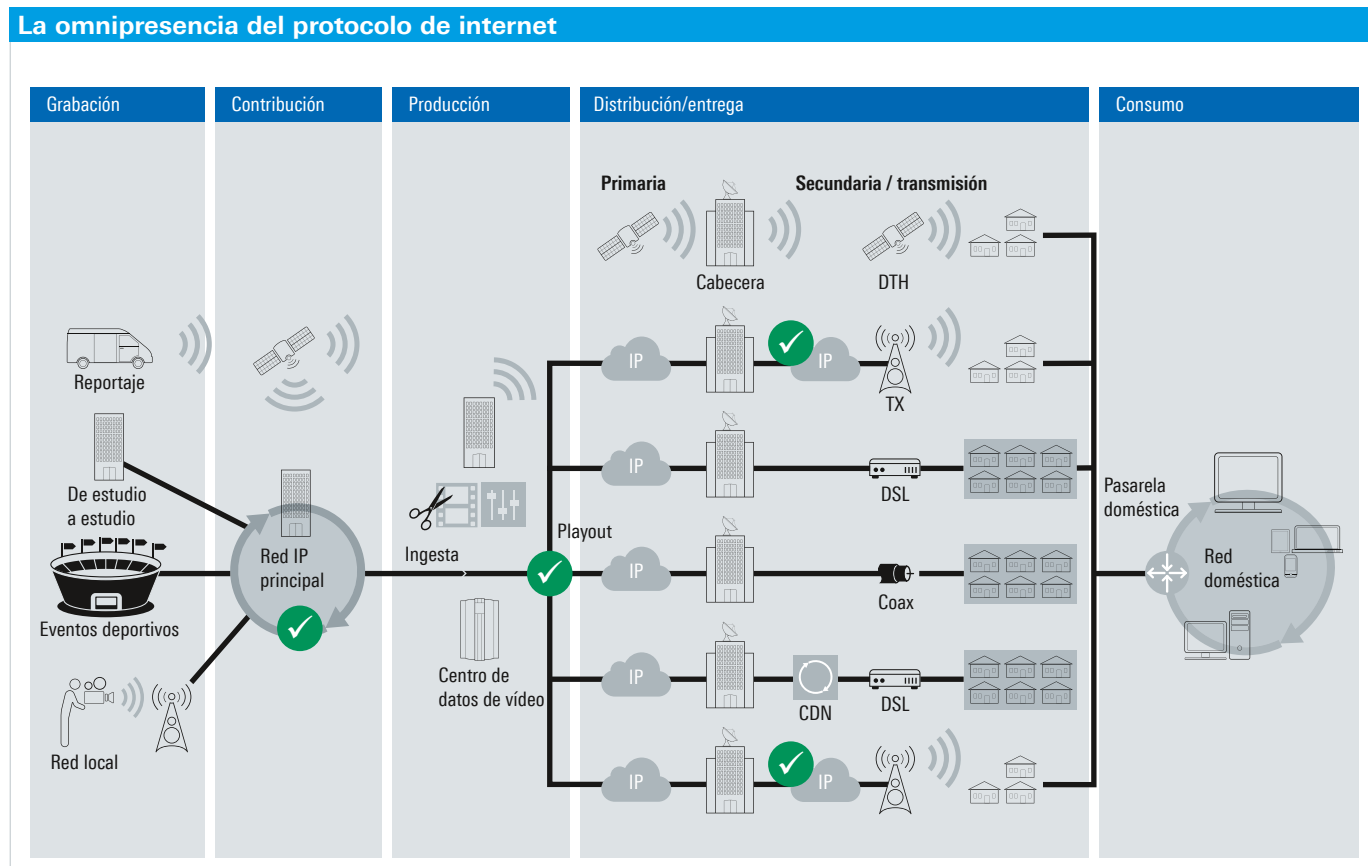 La omnipresencia del protocolo de internet
Grabación
Contribución
Producción
Distribución/entrega
Consumo
Primaria
Secundaria / transmisión
Cabecera
DTH
Reportaje
IP
IP
TX
De estudio
a estudio
IP
DSL
Pasarela
doméstica
Red IP
principal
Ingesta
Playout
IP
Coax
Red
doméstica
Eventos deportivos
Centro de
datos de vídeo
IP
CDN
DSL
Red local
IP
IP